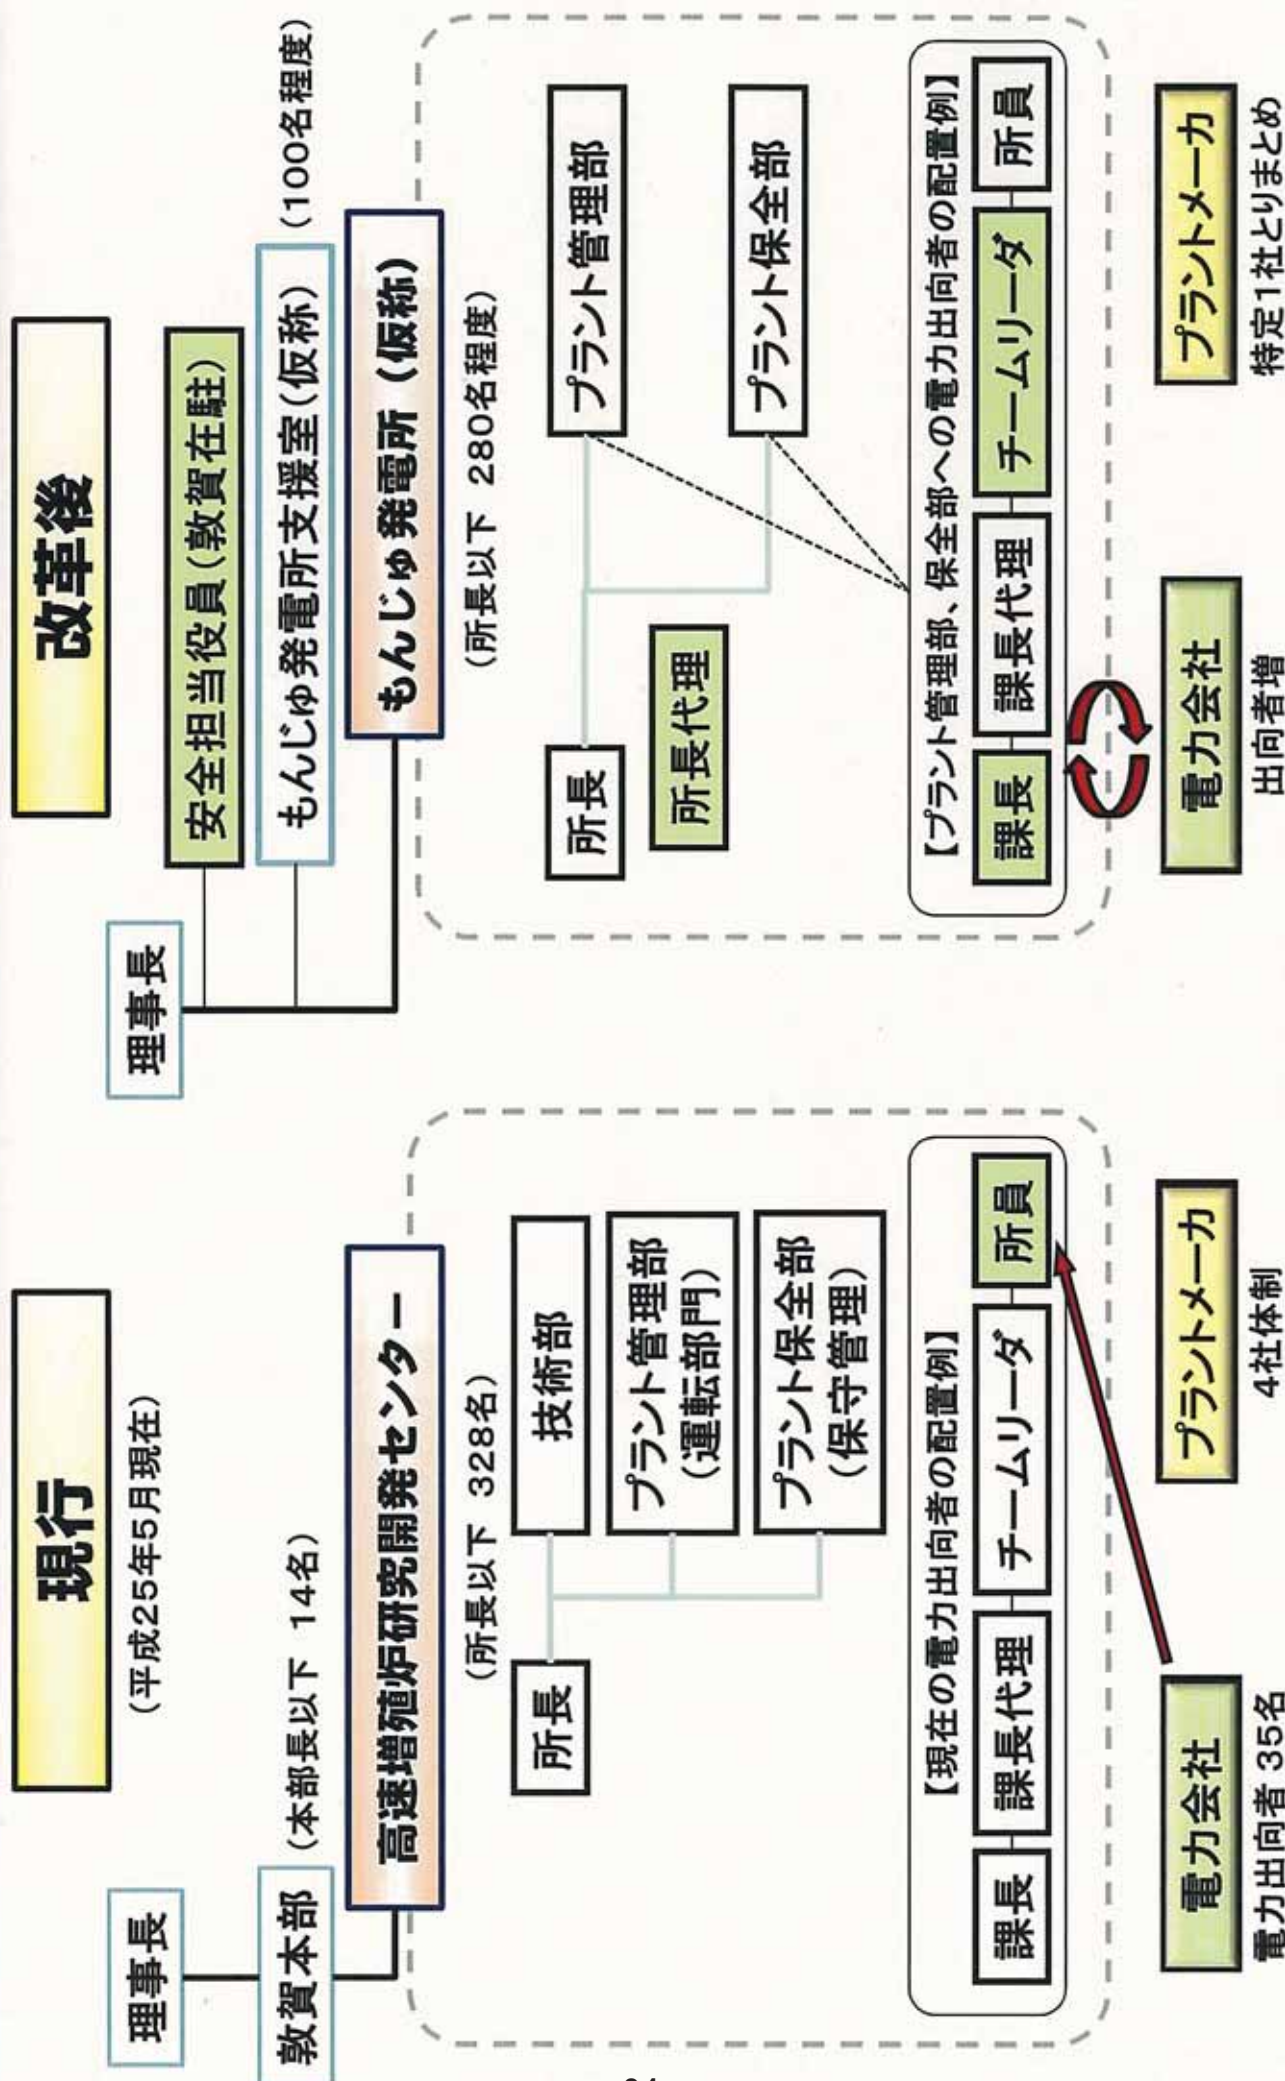 現行
(平成25年5月現在)
理事長
敦賀本部
(本部長以下 14名)
高速増殖炉研究開発センター
(所長以下 328名)
所長
技術部
プラント管理部
(運転部門)
プラント保全部
(保守管理)
【現在の電力出向者の配置例】
課長
課長代理
チームリーダ
所員
電力会社
電力出向者 35名
プラントメーカ
4社体制
改革後
理事長
安全担当役員(敦賀在駐)
もんじゅ発電所支援室(仮称)
(100名程度)
もんじゅ発電所(仮称)
(所長以下 280名程度)
所長
所長代理
プラント管理部
プラント保全部
【プラント管理部、保全部への電力出向者の配置例】
課長
課長代理
チームリーダ
所員
電力会社
出向者増
プラントメーカ
特定1社とりまとめ